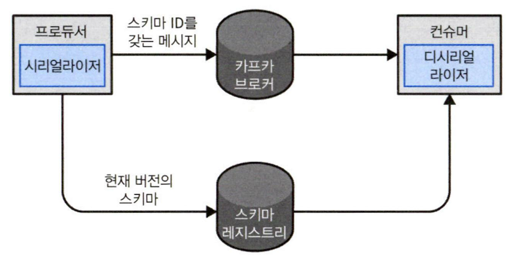 프로듀서
시리얼라이저
스키마 ID를
갖는 메시지
카프카
브로커
컨슈머
디시리얼
라이저
현재 버전의
스키마
스키마
레지스트리